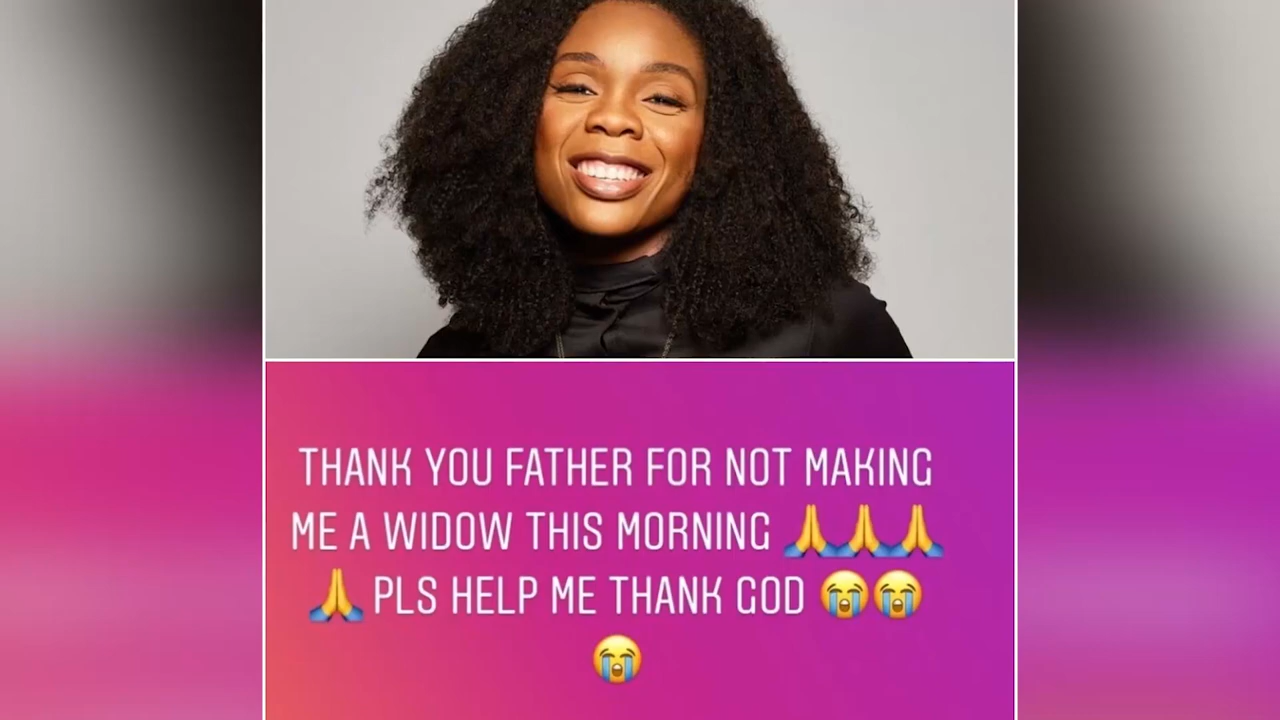 THANK YOU FATHER FOR NOT MAKING
ME A WIDOW THIS MORNING 🙏🙏🙏
🙏 PLS HELP ME THANK GOD 😭😭
😭